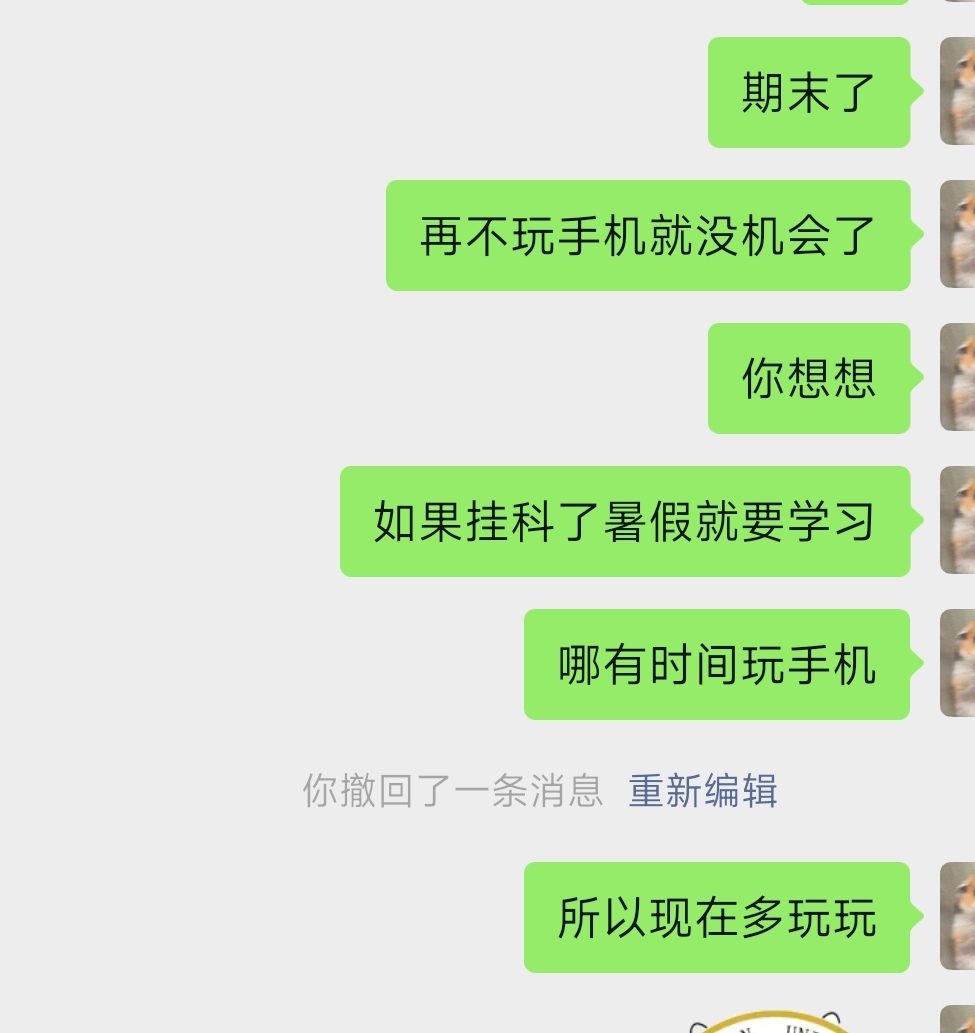 期末了
再不玩手机就没机会了
你想想
如果挂科了暑假就要学习
哪有时间玩手机
你撤回了一条消息 重新编辑
所以现在多玩玩